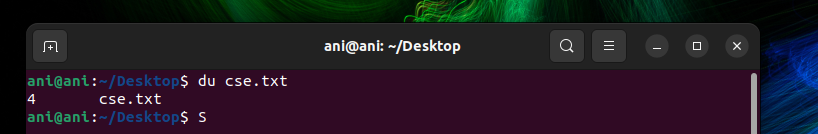 ani@ani: ~/Desktop
ani@ani:~/Desktop$ du cse.txt
4       cse.txt
ani@ani:~/Desktop$ S